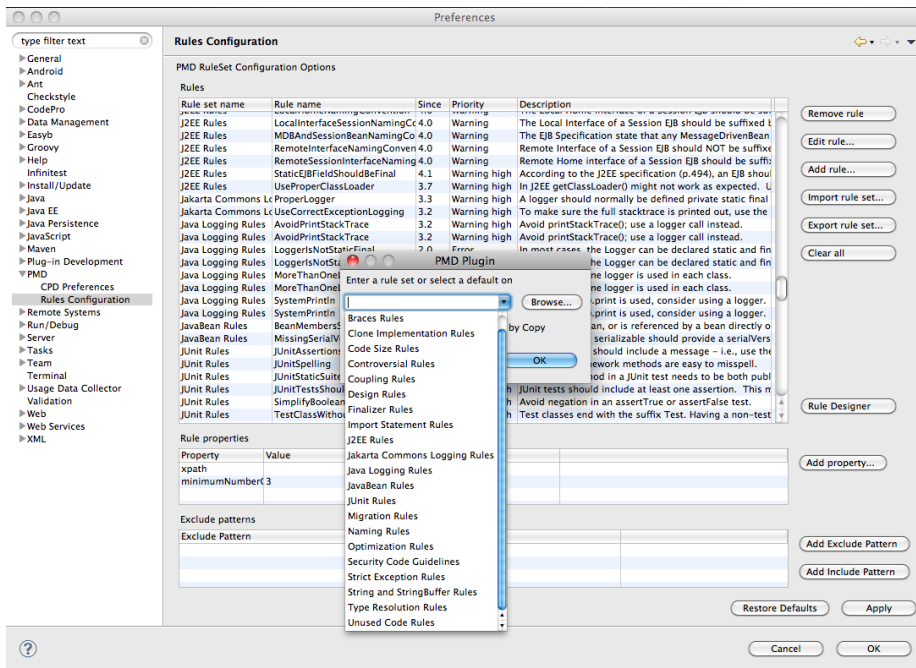 Preferences
type filter text
Rules Configuration
General
Android
Ant
Checkstyle
CodePro
Data Management
Easyb
Groovy
Help
Infinitest
Install/Update
Java
Java EE
Java Persistence
JavaScript
Maven
Plug-in Development
PMD
CPD Preferences
Rules Configuration
Remote Systems
Run/Debug
Server
Tasks
Team
Terminal
Usage Data Collector
Validation
Web
Web Services
XML
PMD RuleSet Configuration Options
Rules
Rule set name Rule name Since Priority Description
J2EE Rules LocalInterfaceSessionNamingCc 4.0 Warning The Local Interface of a Session EJB should be suffixed b
J2EE Rules MDBAndSessionBeanNamingCo 4.0 Warning The EJB Specification state that any MessageDrivenBean
J2EE Rules RemoteInterfaceNamingConven 4.0 Warning Remote Interface of a Session EJB should NOT be suffixe
J2EE Rules RemoteSessionInterfaceNaming 4.0 Warning Remote Home interface of a Session EJB should be suffix
J2EE Rules StaticEJBFieldShouldBeFinal 4.1 Warning high According to the J2EE specification (p.494), an EJB shoul
J2EE Rules UseProperClassLoader 3.7 Warning high In J2EE getClassLoader() might not work as expected. U
Jakarta Commons Lc ProperLogger 3.3 Warning high A logger should normally be defined private static final
Jakarta Commons Lc UseCorrectExceptionLogging 3.2 Warning high To make sure the full stacktrace is printed out, use the
Java Logging Rules AvoidPrintStackTrace 3.2 Warning high Avoid printStackTrace(); use a logger call instead.
Java Logging Rules AvoidPrintStackTrace 3.2 Warning high Avoid printStackTrace(); use a logger call instead.
Java Logging Rules LoggerIsNotStaticFinal 2.0 Error In most cases, the Logger can be declared static and fin
Java Logging Rules LoggerIsNotSta the Logger can be declared static and fin
Java Logging Rules MoreThanOneL ne logger is used in each class.
Java Logging Rules MoreThanOneL ne logger is used in each class.
Java Logging Rules SystemPrintln .print is used, consider using a logger.
Java Logging Rules SystemPrintln .print is used, consider using a logger.
JavaBean Rules BeanMembersS an, or is referenced by a bean directly o
JavaBean Rules MissingSerialV serializable should provide a serialVers
JUnit Rules JUnitAssertions should include a message - i.e., use the
JUnit Rules JUnitSpelling ework methods are easy to misspell.
JUnit Rules JUnitStaticSuite od in a JUnit test needs to be both publ
JUnit Rules JUnitTestsShoul h JUnit tests should include at least one assertion. This m
JUnit Rules SimplifyBoolean h Avoid negation in an assertTrue or assertFalse test.
JUnit Rules TestClassWithou h Test classes end with the suffix Test. Having a non-test
Remove rule
Edit rule...
Add rule...
Import rule set...
Export rule set...
Clear all
Rule Designer
PMD Plugin
Enter a rule set or select a default on
Browse...
by Copy
OK
Braces Rules
Clone Implementation Rules
Code Size Rules
Controversial Rules
Coupling Rules
Design Rules
Finalizer Rules
Import Statement Rules
J2EE Rules
Jakarta Commons Logging Rules
Java Logging Rules
JavaBean Rules
JUnit Rules
Migration Rules
Naming Rules
Optimization Rules
Security Code Guidelines
Strict Exception Rules
String and StringBuffer Rules
Type Resolution Rules
Unused Code Rules
Rule properties
Property Value
xpath
minimumNumber( 3
Add property...
Exclude patterns
Exclude Pattern
Add Exclude Pattern
Add Include Pattern
Restore Defaults Apply
? Cancel OK